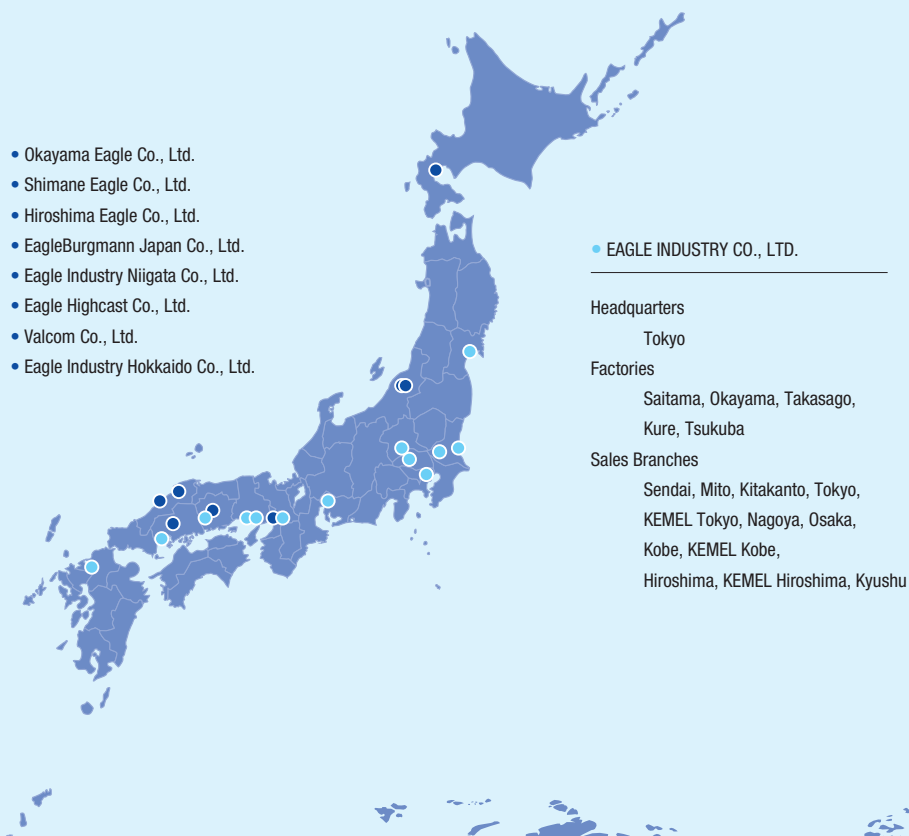 • Okayama Eagle Co., Ltd.
• Shimane Eagle Co., Ltd.
• Hiroshima Eagle Co., Ltd.
• EagleBurgmann Japan Co., Ltd.
• Eagle Industry Niigata Co., Ltd.
• Eagle Highcast Co., Ltd.
• Valcom Co., Ltd.
• Eagle Industry Hokkaido Co., Ltd.
• EAGLE INDUSTRY CO., LTD.
Headquarters
Tokyo
Factories
Saitama, Okayama, Takasago,
Kure, Tsukuba
Sales Branches
Sendai, Mito, Kitakanto, Tokyo,
KEMEL Tokyo, Nagoya, Osaka,
Kobe, KEMEL Kobe,
Hiroshima, KEMEL Hiroshima, Kyushu